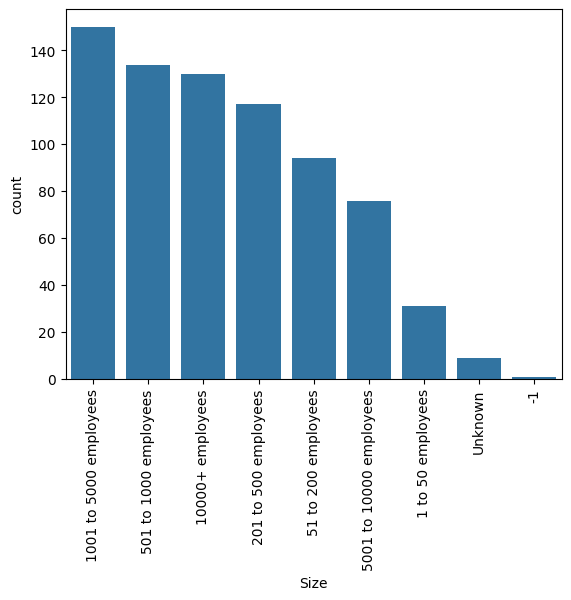 count
140
120
100
80
60
40
20
0
1001 to 5000 employees
501 to 1000 employees
10000+ employees
201 to 500 employees
51 to 200 employees
5001 to 10000 employees
1 to 50 employees
Unknown
-1
Size